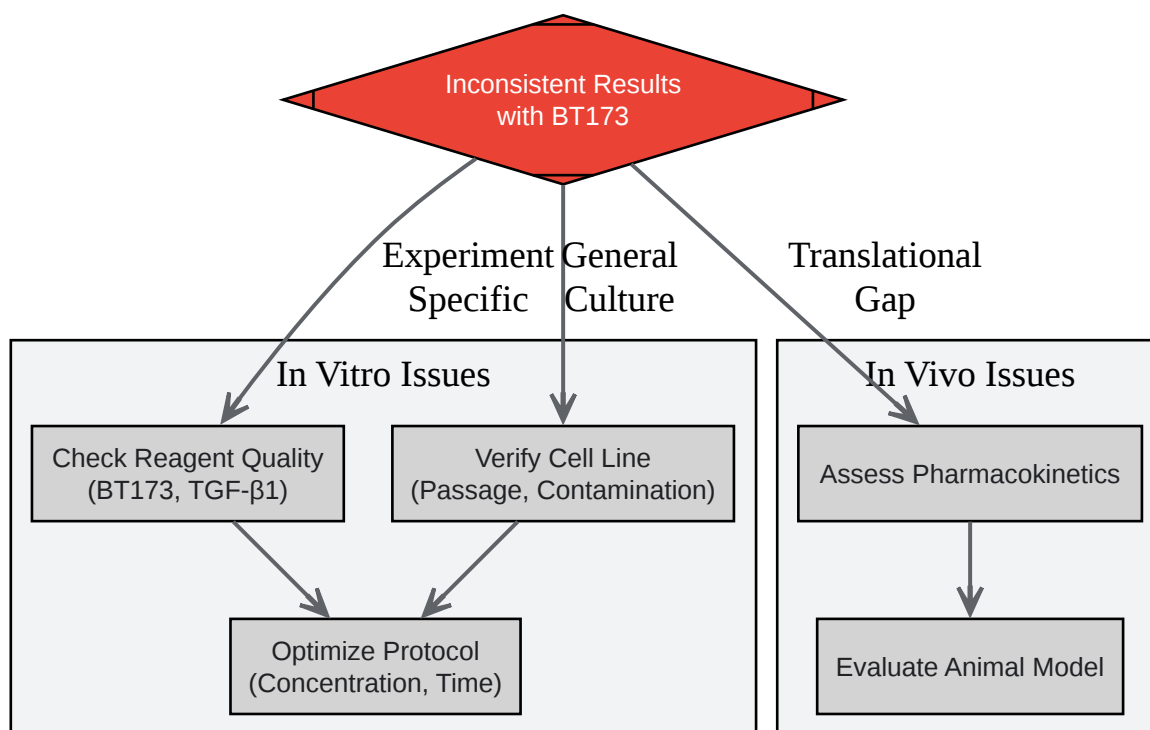 Inconsistent Results
with BT173
Experiment
Specific
General
Culture
Translational
Gap
In Vitro Issues
In Vivo Issues
Check Reagent Quality
(BT173, TGF-β1)
Verify Cell Line
(Passage, Contamination)
Assess Pharmacokinetics
Optimize Protocol
(Concentration, Time)
Evaluate Animal Model